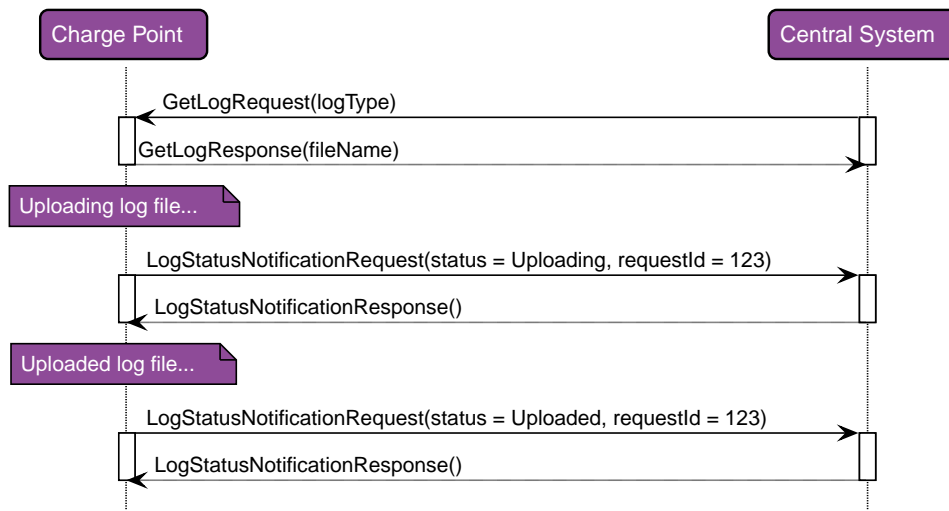 Charge Point
Central System
GetLogRequest(logType)
GetLogResponse(fileName)
Uploading log file...
LogStatusNotificationRequest(status = Uploading, requestId = 123)
LogStatusNotificationResponse()
Uploaded log file...
LogStatusNotificationRequest(status = Uploaded, requestId = 123)
LogStatusNotificationResponse()